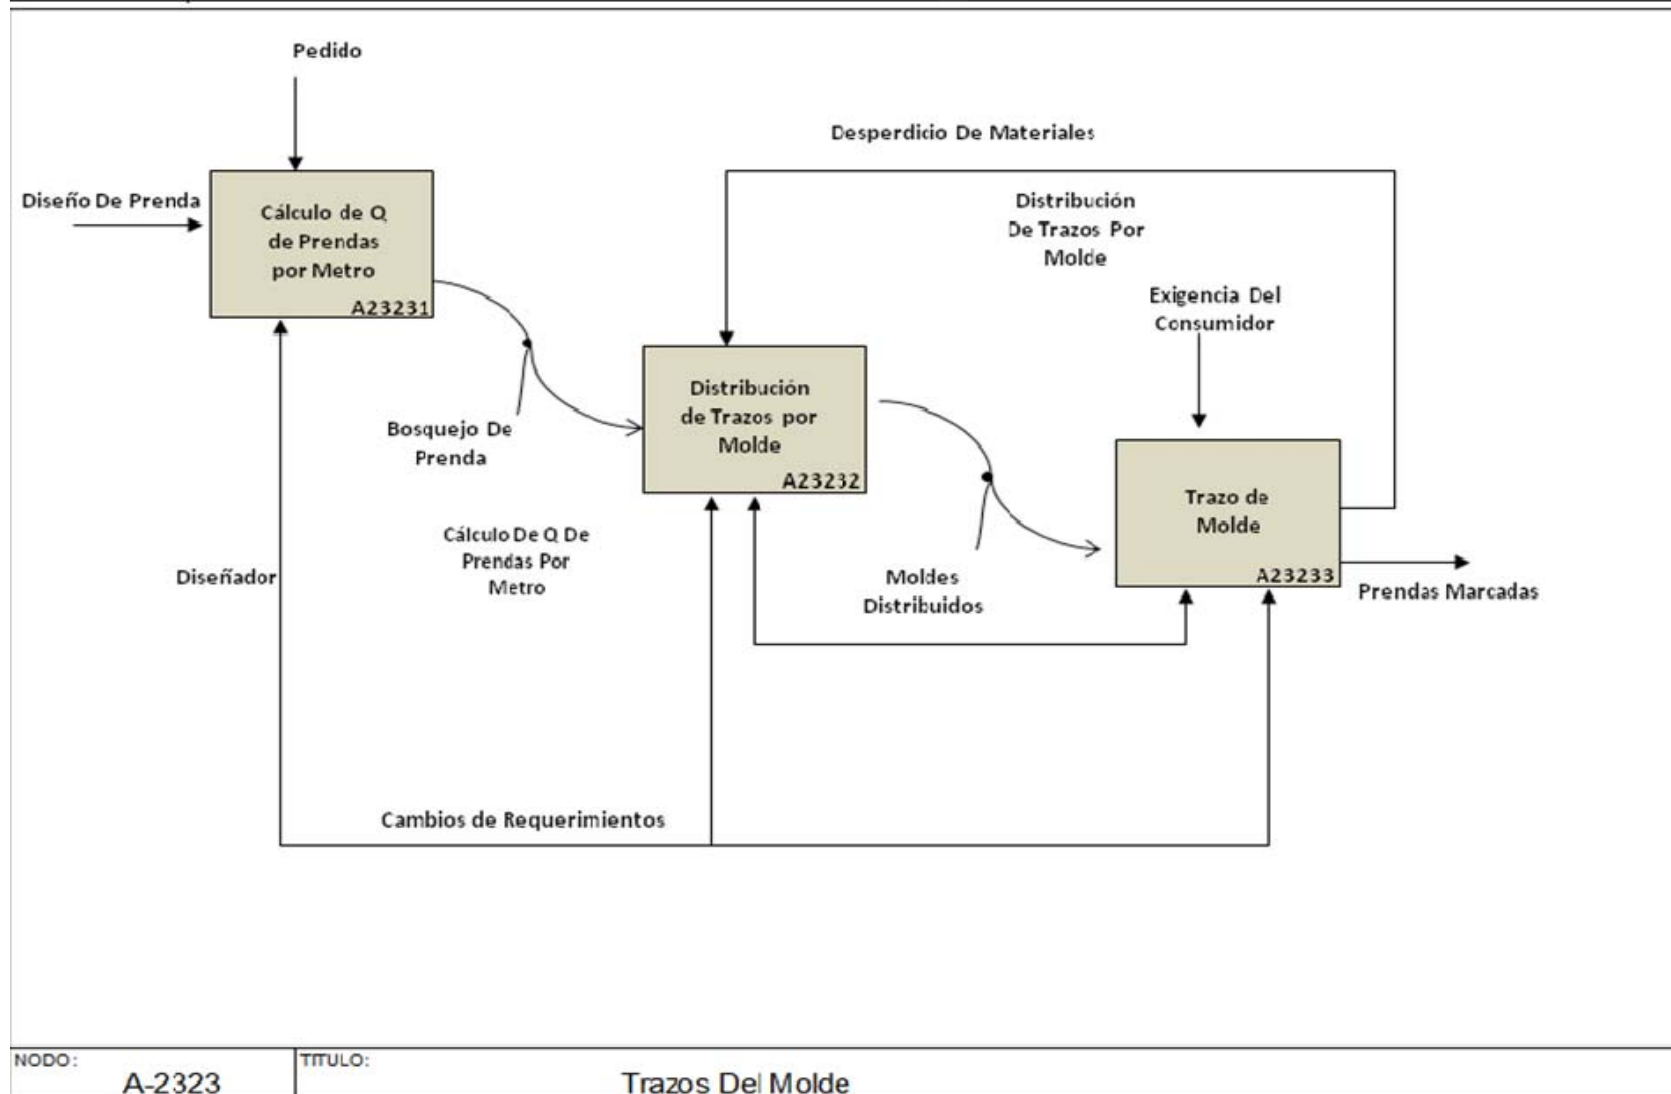 Pedido
Desperdicio De Materiales
Diseño De Prenda
Cálculo de Q
de Prendas
por Metro
A23231
Distribución
De Trazos Por
Molde
Exigencia Del
Consumidor
Distribución
de Trazos por
Molde
A23232
Bosquejo De
Prenda
Trazo de
Molde
A23233
Cálculo De Q De
Prendas Por
Metro
Diseñador
Moldes
Distribuidos
Prendas Marcadas
Cambios de Requerimientos
NODO:
A-2323
TITULO:
Trazos Del Molde